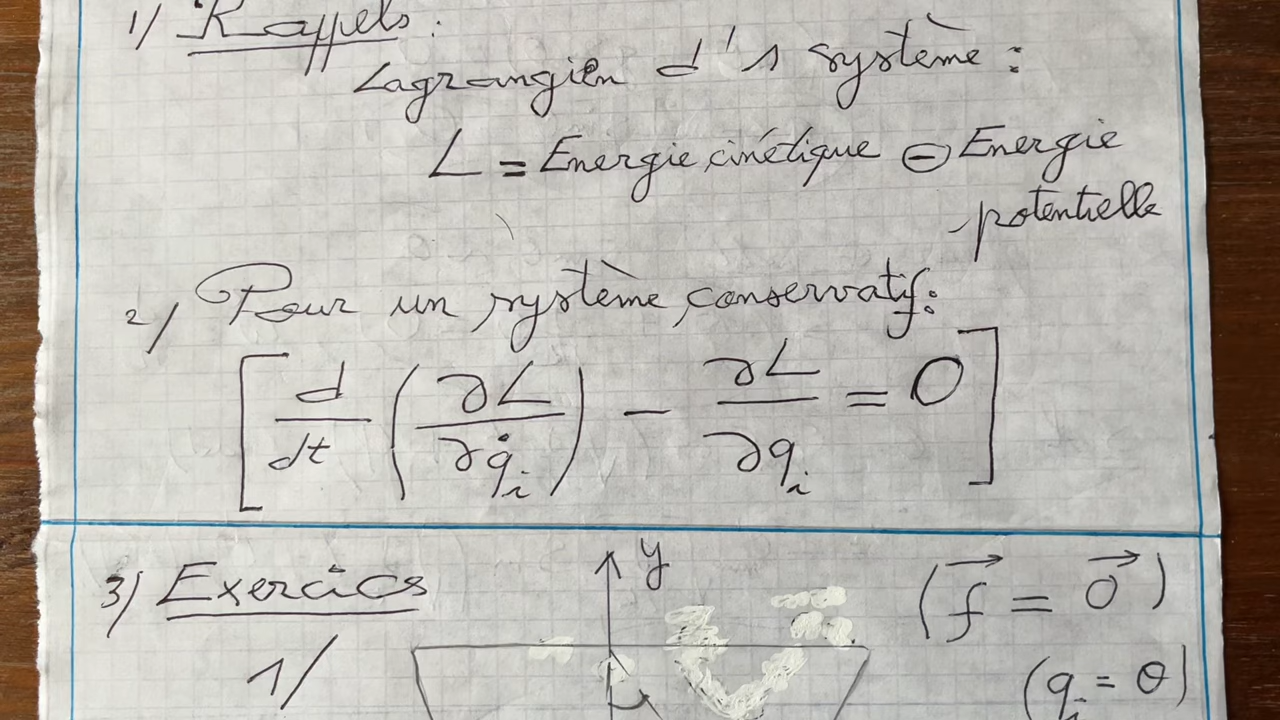 1) Rappels:
Lagrangien d'1 système :
L = Energie cinétique ⊖ Energie
potentielle
2) Pour un système conservatif:
[ d/dt ( ∂L/∂q̇i ) - ∂L/∂qi = 0 ]
3) Exercics
y
(f⃗ = 0⃗)
1/
(qi = θ)